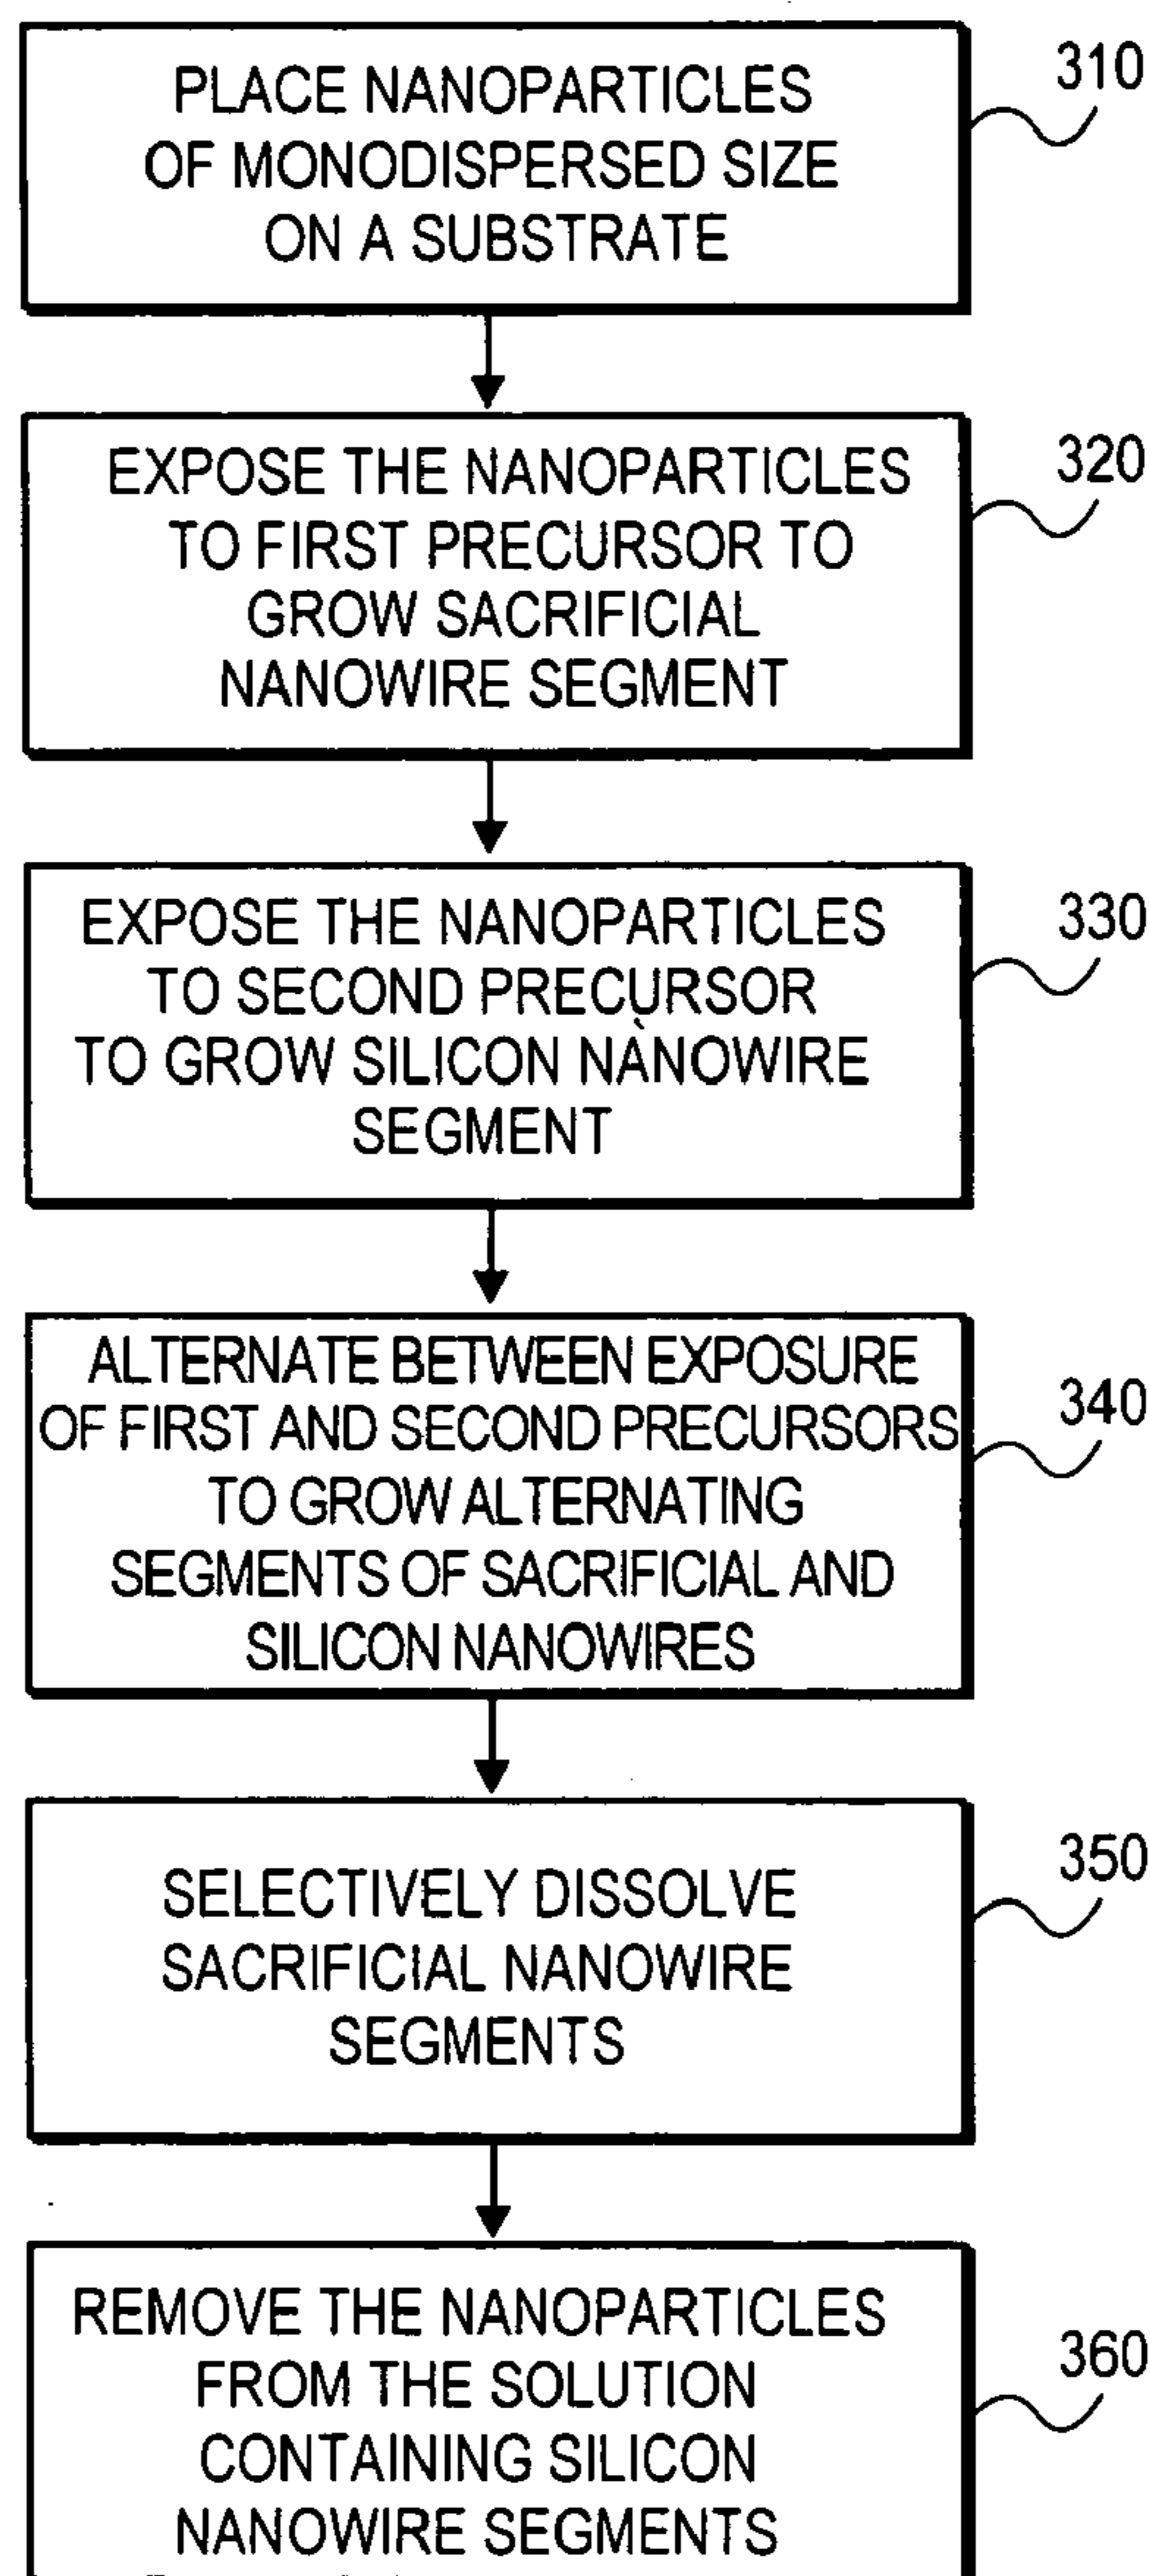 PLACE NANOPARTICLES
OF MONODISPERSED SIZE
ON A SUBSTRATE
310
EXPOSE THE NANOPARTICLES
TO FIRST PRECURSOR TO
GROW SACRIFICIAL
NANOWIRE SEGMENT
320
EXPOSE THE NANOPARTICLES
TO SECOND PRECURSOR
TO GROW SILICON NANOWIRE
SEGMENT
330
ALTERNATE BETWEEN EXPOSURE
OF FIRST AND SECOND PRECURSORS
TO GROW ALTERNATING
SEGMENTS OF SACRIFICIAL AND
SILICON NANOWIRES
340
SELECTIVELY DISSOLVE
SACRIFICIAL NANOWIRE
SEGMENTS
350
REMOVE THE NANOPARTICLES
FROM THE SOLUTION
CONTAINING SILICON
NANOWIRE SEGMENTS
360